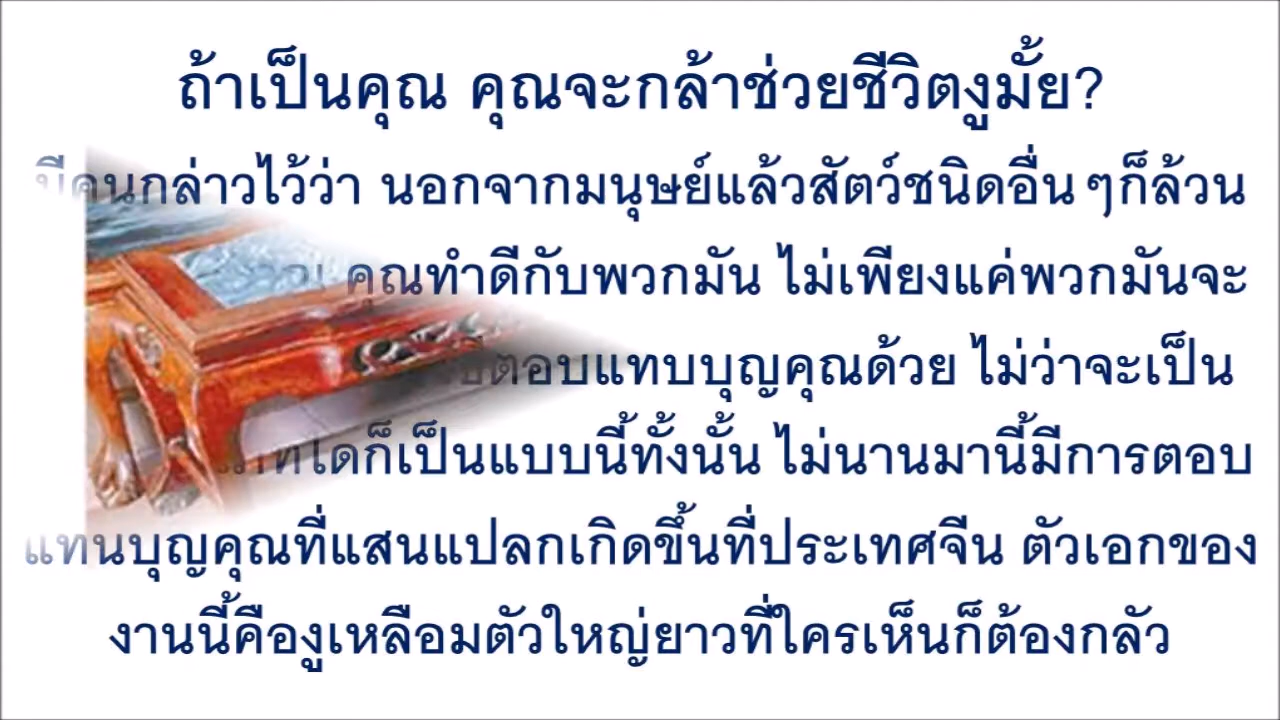 ถ้าเป็นคุณ คุณจะกล้าช่วยชีวิตงูมั้ย?
มีคนกล่าวไว้ว่า นอกจากมนุษย์แล้วสัตว์ชนิดอื่นๆก็ล้วน
คุณทำดีกับพวกมัน ไม่เพียงแค่พวกมันจะ
ตอบแทบบุญคุณด้วย ไม่ว่าจะเป็น
ใดก็เป็นแบบนี้ทั้งนั้น ไม่นานมานี้มีการตอบ
แทนบุญคุณที่แสนแปลกเกิดขึ้นที่ประเทศจีน ตัวเอกของ
งานนี้คืองูเหลือมตัวใหญ่ยาวที่ใครเห็นก็ต้องกลัว